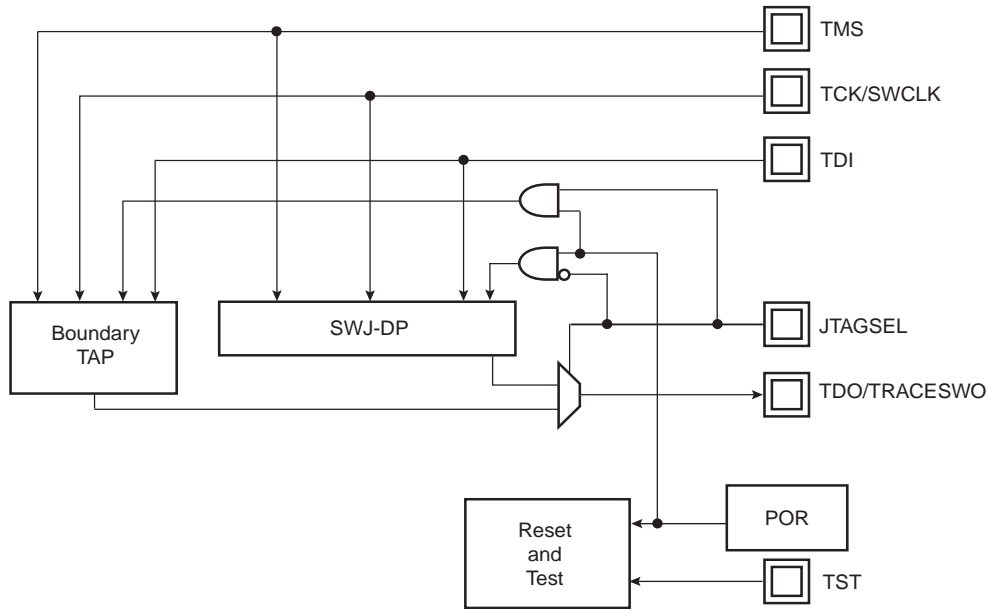 TMS
TCK/SWCLK
TDI
Boundary
TAP
SWJ-DP
JTAGSEL
TDO/TRACESWO
Reset
and
Test
POR
TST